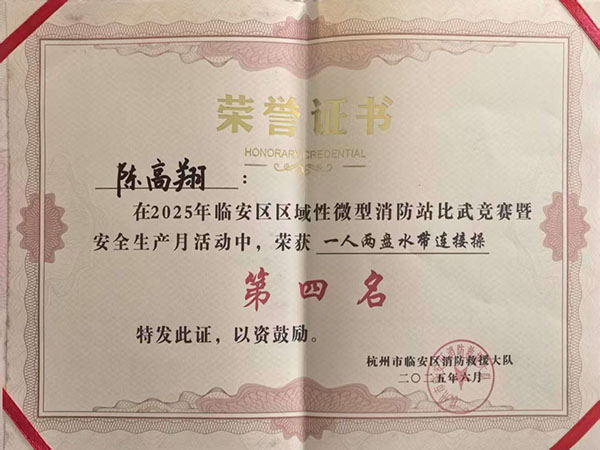 荣誉证书
HONORARY CREDENTIAL
陈高翔：
在2025年临安区区域性微型消防站比武竞赛暨
安全生产月活动中，荣获 一人两盘水带连接操
第四名
特发此证，以资鼓励。
杭州市临安区消防救援大队
二〇二五年六月